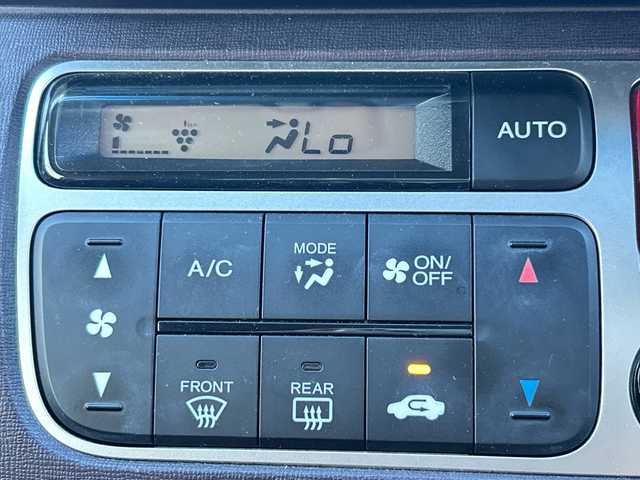 Lo
AUTO
A/C
MODE
ON/
OFF
FRONT
REAR